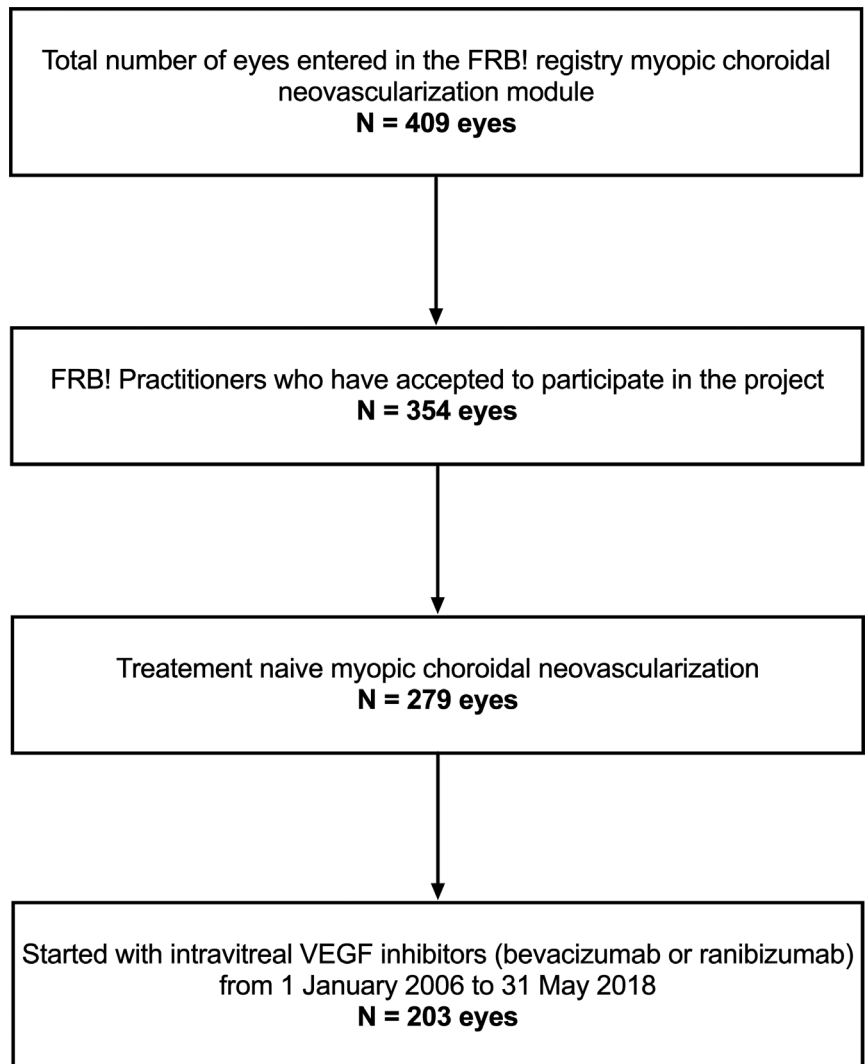 Total number of eyes entered in the FRB! registry myopic choroidal
neovascularization module
N = 409 eyes
FRB! Practitioners who have accepted to participate in the project
N = 354 eyes
Treatement naive myopic choroidal neovascularization
N = 279 eyes
Started with intravitreal VEGF inhibitors (bevacizumab or ranibizumab)
from 1 January 2006 to 31 May 2018
N = 203 eyes